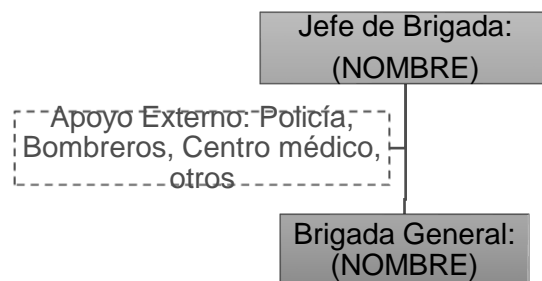 Jefe de Brigada:
(NOMBRE)
Apoyo Externo: Policía,
Bombreros, Centro médico,
otros
Brigada General:
(NOMBRE)